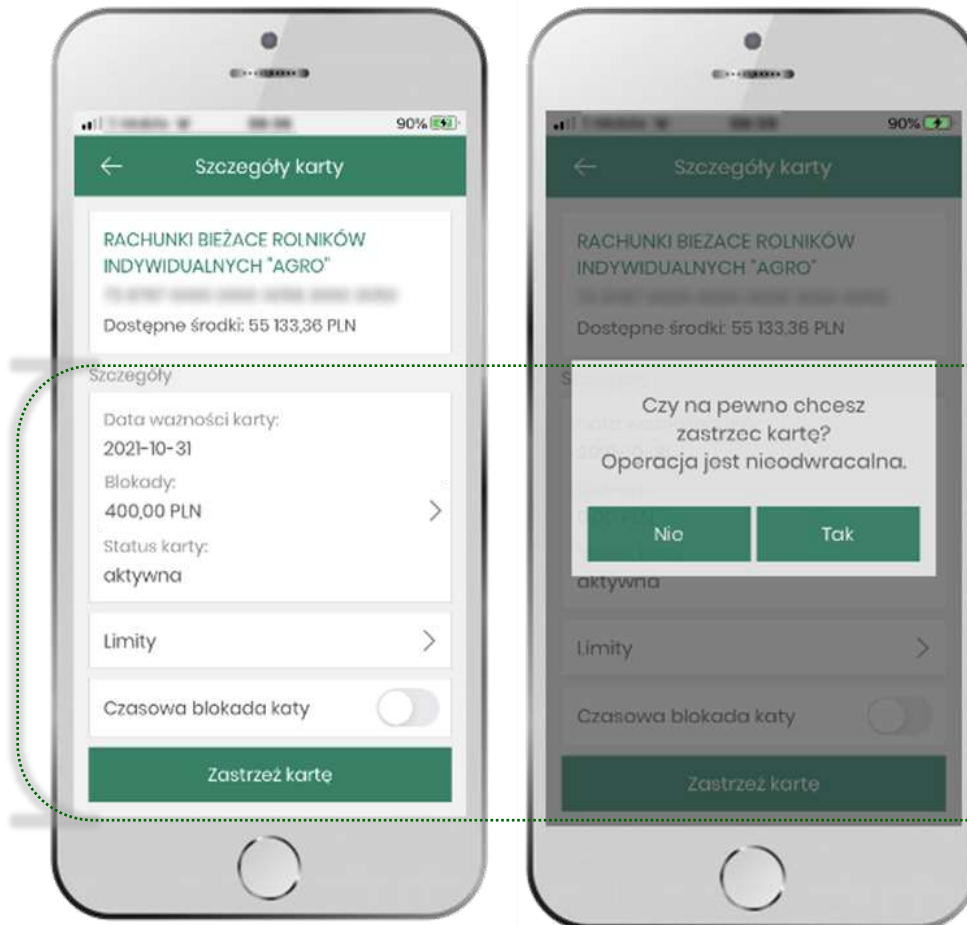 90%
Szczegóły karty
RACHUNKI BIEŻACE ROLNIKÓW
INDYWIDUALNYCH "AGRO"
Dostępne środki: 55 133,36 PLN
Szczegóły
Data ważności karty:
2021-10-31
Blokady:
400,00 PLN
Status karty:
aktywna
Limity
Czasowa blokada katy
Zastrzeż kartę
90%
Szczegóły karty
RACHUNKI BIEZACE ROLNIKÓW
INDYWIDUALNYCH "AGRO"
Dostępne środki: 55 133,36 PLN
Czy na pewno chcesz
zastrzec kartę?
Operacja jest nieodwracalna.
Nie Tak
aktywna
Limity
Czasowa blokada katy
Zastrzeż kartę